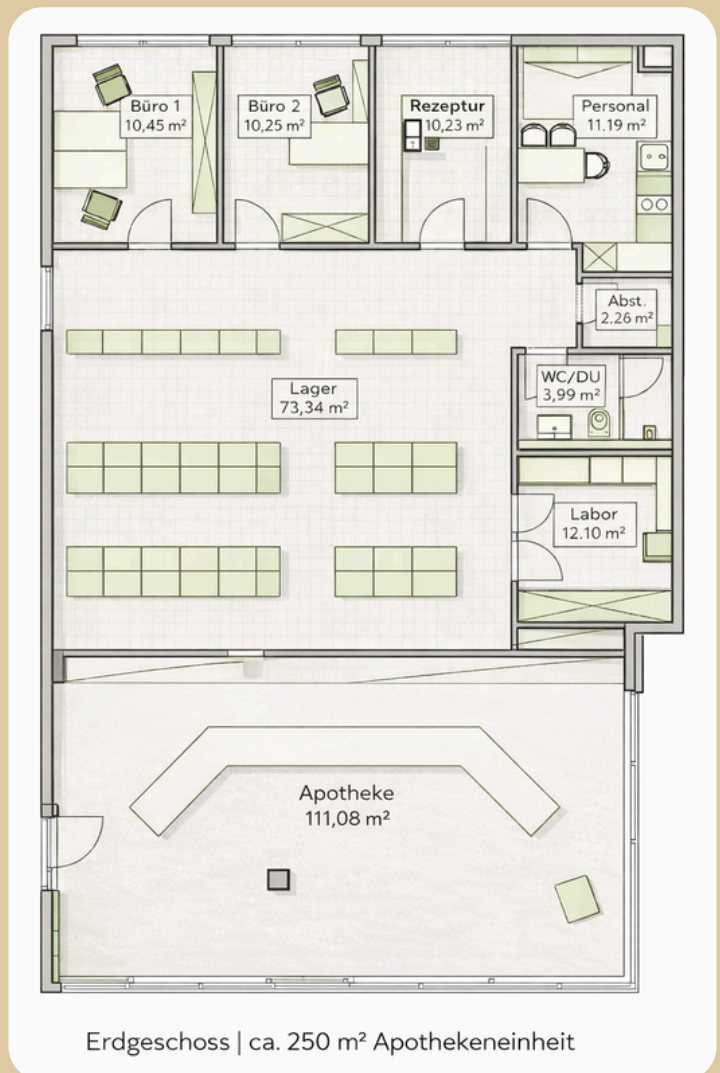 Büro 1
10,45 m²
Büro 2
10,25 m²
Rezeptur
10,23 m²
Personal
11.19 m²
Abst.
2.26 m²
Lager
73,34 m²
WC/DU
3,99 m²
Labor
12.10 m²
Apotheke
111,08 m²
Erdgeschoss | ca. 250 m² Apothekeneinheit